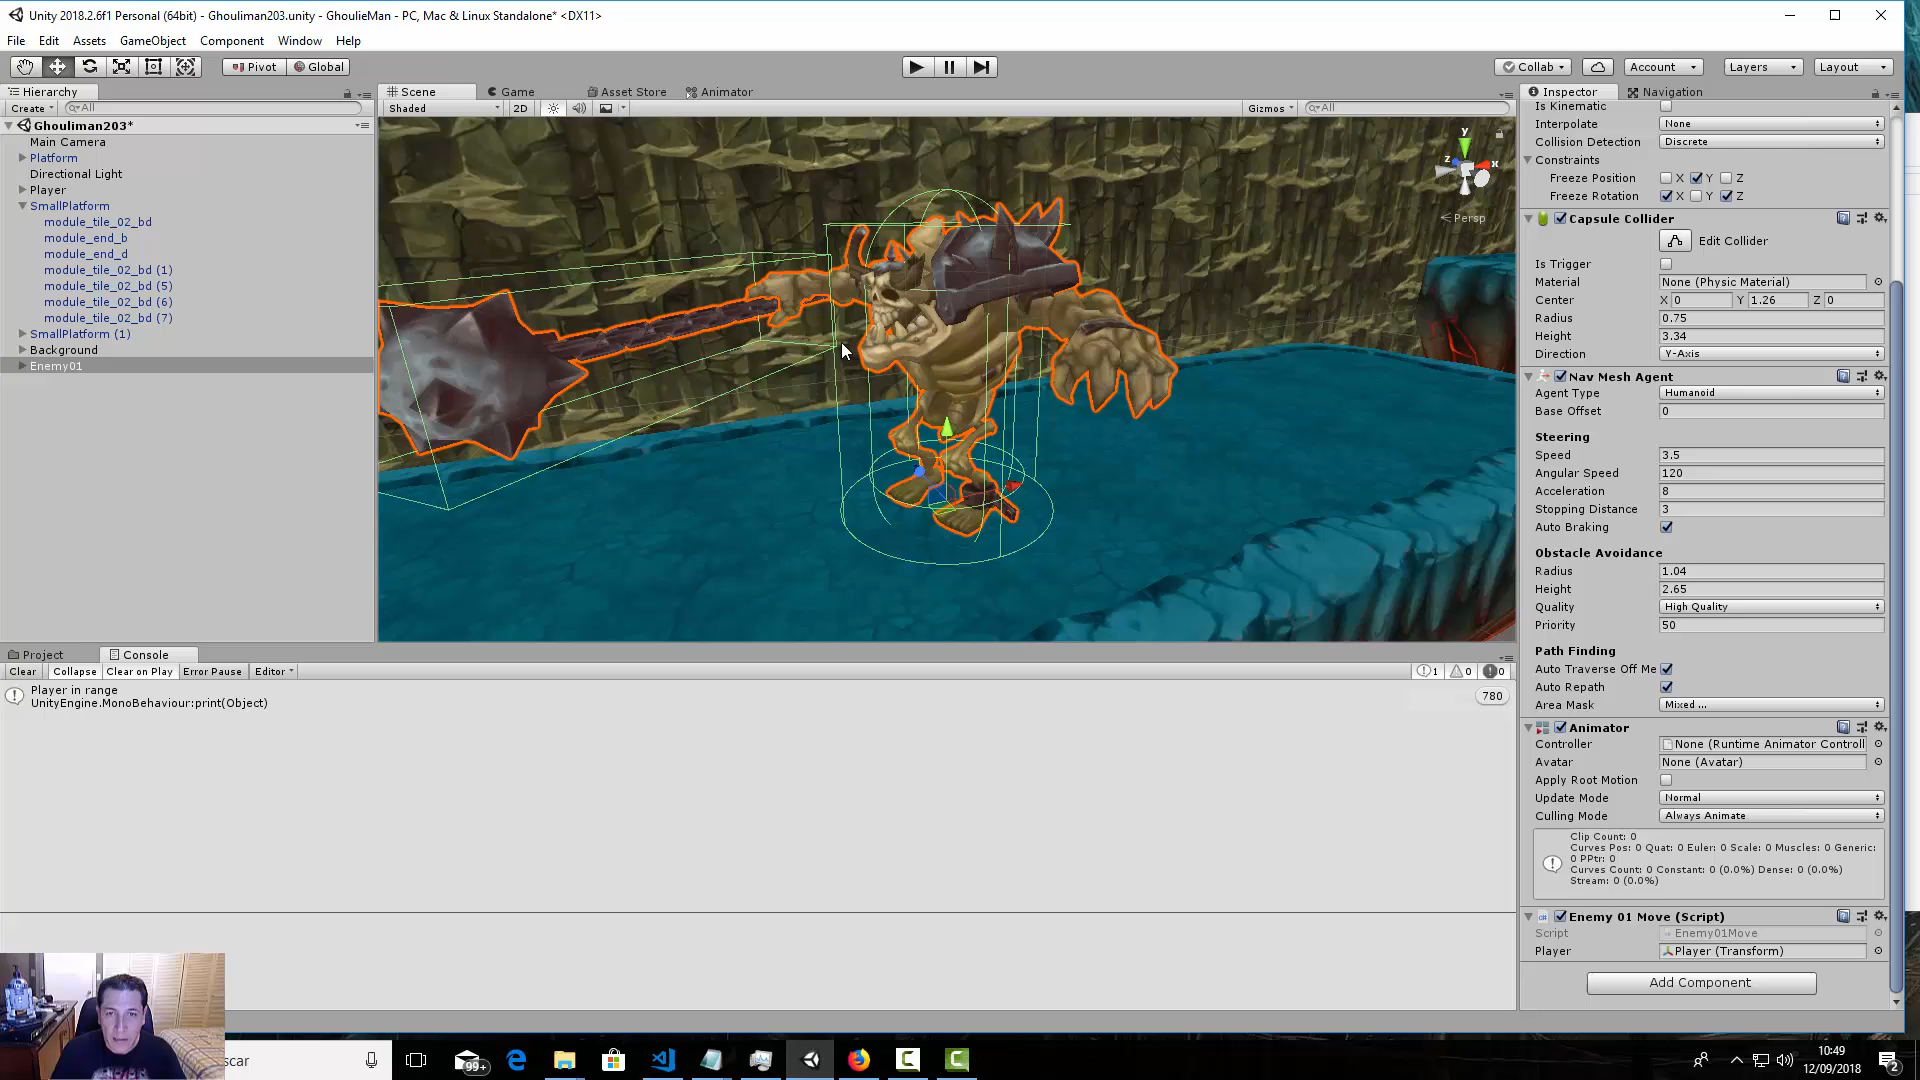 Unity 2018.2.6f1 Personal (64bit) - Ghouliman203.unity - GhoulieMan - PC, Mac & Linux Standalone* <DX11>
File Edit Assets GameObject Component Window Help
Pivot Global Collab Account Layers Layout
Hierarchy
Create All
Ghouliman203*
Main Camera
Platform
Directional Light
Player
SmallPlatform
module_tile_02_bd
module_end_b
module_end_d
module_tile_02_bd (1)
module_tile_02_bd (5)
module_tile_02_bd (6)
module_tile_02_bd (7)
SmallPlatform (1)
Background
Enemy01
Scene Game Asset Store Animator
Shaded 2D Gizmos All
y
z x
Persp
Project Console
Clear Collapse Clear on Play Error Pause Editor 1 0 0
Player in range
UnityEngine.MonoBehaviour:print(Object)
780
Inspector Navigation
Is Kinematic
Interpolate None
Collision Detection Discrete
Constraints
Freeze Position X Y Z
Freeze Rotation X Y Z
Capsule Collider
Edit Collider
Is Trigger
Material None (Physic Material)
Center X 0 Y 1.26 Z 0
Radius 0.75
Height 3.34
Direction Y-Axis
Nav Mesh Agent
Agent Type Humanoid
Base Offset 0
Steering
Speed 3.5
Angular Speed 120
Acceleration 8
Stopping Distance 3
Auto Braking
Obstacle Avoidance
Radius 1.04
Height 2.65
Quality High Quality
Priority 50
Path Finding
Auto Traverse Off Me
Auto Repath
Area Mask Mixed ...
Animator
Controller None (Runtime Animator Controll
Avatar None (Avatar)
Apply Root Motion
Update Mode Normal
Culling Mode Always Animate
Clip Count: 0
Curves Pos: 0 Quat: 0 Euler: 0 Scale: 0 Muscles: 0 Generic:
0 PPtr: 0
Curves Count: 0 Constant: 0 (0.0%) Dense: 0 (0.0%)
Stream: 0 (0.0%)
Enemy 01 Move (Script)
Script Enemy01Move
Player Player (Transform)
Add Component
scar
99+
10:49
12/09/2018
2